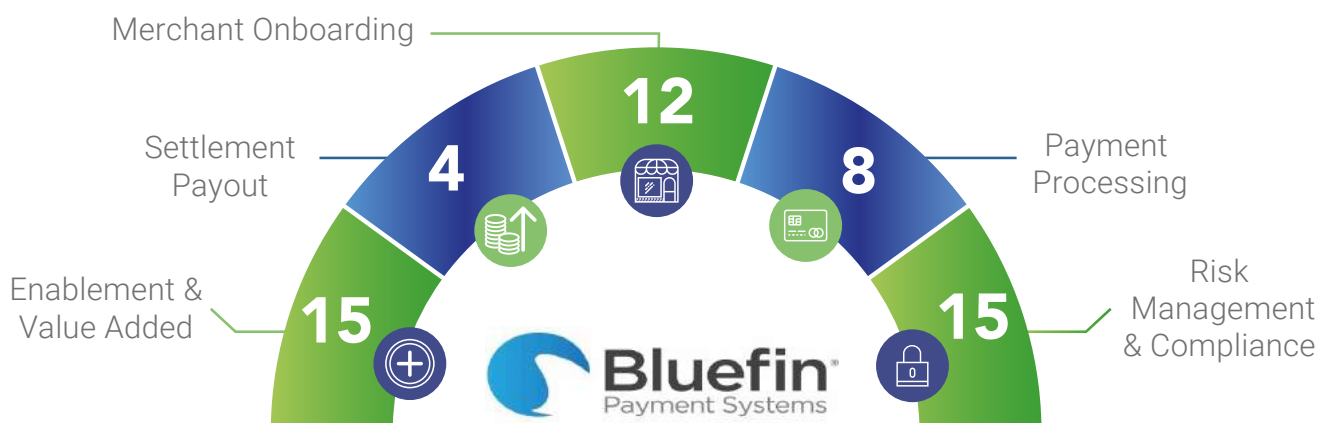 Merchant Onboarding
12
Settlement
Payout
4
8
Payment
Processing
Enablement &
Value Added
15
15
Risk
Management
& Compliance
0
Bluefin®
Payment Systems